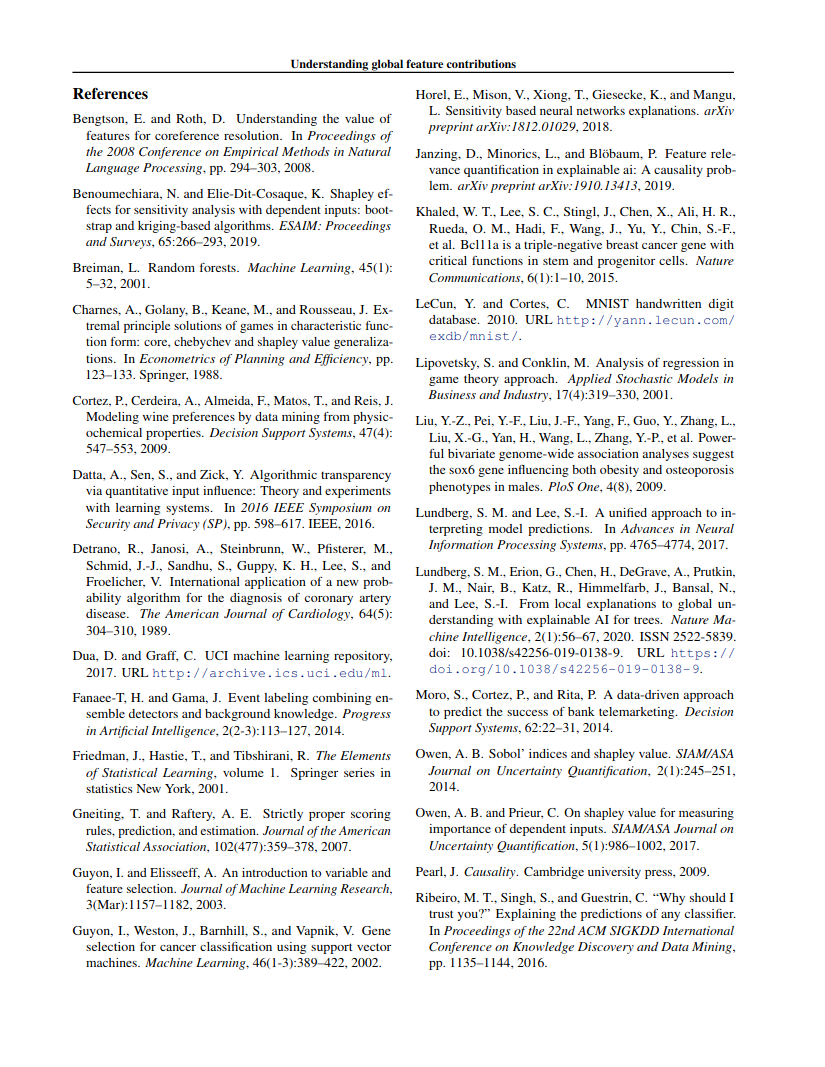 Understanding global feature contributions
References
Bengtson, E. and Roth, D. Understanding the value of
features for coreference resolution. In Proceedings of
the 2008 Conference on Empirical Methods in Natural
Language Processing, pp. 294–303, 2008.
Benoumechiara, N. and Elie-Dit-Cosaque, K. Shapley ef-
fects for sensitivity analysis with dependent inputs: boot-
strap and kriging-based algorithms. ESAIM: Proceedings
and Surveys, 65:266–293, 2019.
Breiman, L. Random forests. Machine Learning, 45(1):
5–32, 2001.
Charnes, A., Golany, B., Keane, M., and Rousseau, J. Ex-
tremal principle solutions of games in characteristic func-
tion form: core, chebychev and shapley value generaliza-
tions. In Econometrics of Planning and Efficiency, pp.
123–133. Springer, 1988.
Cortez, P., Cerdeira, A., Almeida, F., Matos, T., and Reis, J.
Modeling wine preferences by data mining from physic-
ochemical properties. Decision Support Systems, 47(4):
547–553, 2009.
Datta, A., Sen, S., and Zick, Y. Algorithmic transparency
via quantitative input influence: Theory and experiments
with learning systems. In 2016 IEEE Symposium on
Security and Privacy (SP), pp. 598–617. IEEE, 2016.
Detrano, R., Janosi, A., Steinbrunn, W., Pfisterer, M.,
Schmid, J.-J., Sandhu, S., Guppy, K. H., Lee, S., and
Froelicher, V. International application of a new prob-
ability algorithm for the diagnosis of coronary artery
disease. The American Journal of Cardiology, 64(5):
304–310, 1989.
Dua, D. and Graff, C. UCI machine learning repository,
2017. URL http://archive.ics.uci.edu/ml.
Fanaee-T, H. and Gama, J. Event labeling combining en-
semble detectors and background knowledge. Progress
in Artificial Intelligence, 2(2-3):113–127, 2014.
Friedman, J., Hastie, T., and Tibshirani, R. The Elements
of Statistical Learning, volume 1. Springer series in
statistics New York, 2001.
Gneiting, T. and Raftery, A. E. Strictly proper scoring
rules, prediction, and estimation. Journal of the American
Statistical Association, 102(477):359–378, 2007.
Guyon, I. and Elisseeff, A. An introduction to variable and
feature selection. Journal of Machine Learning Research,
3(Mar):1157–1182, 2003.
Guyon, I., Weston, J., Barnhill, S., and Vapnik, V. Gene
selection for cancer classification using support vector
machines. Machine Learning, 46(1-3):389–422, 2002.
Horel, E., Mison, V., Xiong, T., Giesecke, K., and Mangu,
L. Sensitivity based neural networks explanations. arXiv
preprint arXiv:1812.01029, 2018.
Janzing, D., Minorics, L., and Blöbaum, P. Feature rele-
vance quantification in explainable ai: A causality prob-
lem. arXiv preprint arXiv:1910.13413, 2019.
Khaled, W. T., Lee, S. C., Stingl, J., Chen, X., Ali, H. R.,
Rueda, O. M., Hadi, F., Wang, J., Yu, Y., Chin, S.-F.,
et al. Bcl11a is a triple-negative breast cancer gene with
critical functions in stem and progenitor cells. Nature
Communications, 6(1):1–10, 2015.
LeCun, Y. and Cortes, C. MNIST handwritten digit
database. 2010. URL http://yann.lecun.com/
exdb/mnist/.
Lipovetsky, S. and Conklin, M. Analysis of regression in
game theory approach. Applied Stochastic Models in
Business and Industry, 17(4):319–330, 2001.
Liu, Y.-Z., Pei, Y.-F., Liu, J.-F., Yang, F., Guo, Y., Zhang, L.,
Liu, X.-G., Yan, H., Wang, L., Zhang, Y.-P., et al. Power-
ful bivariate genome-wide association analyses suggest
the sox6 gene influencing both obesity and osteoporosis
phenotypes in males. PloS One, 4(8), 2009.
Lundberg, S. M. and Lee, S.-I. A unified approach to in-
terpreting model predictions. In Advances in Neural
Information Processing Systems, pp. 4765–4774, 2017.
Lundberg, S. M., Erion, G., Chen, H., DeGrave, A., Prutkin,
J. M., Nair, B., Katz, R., Himmelfarb, J., Bansal, N.,
and Lee, S.-I. From local explanations to global un-
derstanding with explainable AI for trees. Nature Ma-
chine Intelligence, 2(1):56–67, 2020. ISSN 2522-5839.
doi: 10.1038/s42256-019-0138-9. URL https://
doi.org/10.1038/s42256-019-0138-9.
Moro, S., Cortez, P., and Rita, P. A data-driven approach
to predict the success of bank telemarketing. Decision
Support Systems, 62:22–31, 2014.
Owen, A. B. Sobol' indices and shapley value. SIAM/ASA
Journal on Uncertainty Quantification, 2(1):245–251,
2014.
Owen, A. B. and Prieur, C. On shapley value for measuring
importance of dependent inputs. SIAM/ASA Journal on
Uncertainty Quantification, 5(1):986–1002, 2017.
Pearl, J. Causality. Cambridge university press, 2009.
Ribeiro, M. T., Singh, S., and Guestrin, C. “Why should I
trust you?” Explaining the predictions of any classifier.
In Proceedings of the 22nd ACM SIGKDD International
Conference on Knowledge Discovery and Data Mining,
pp. 1135–1144, 2016.